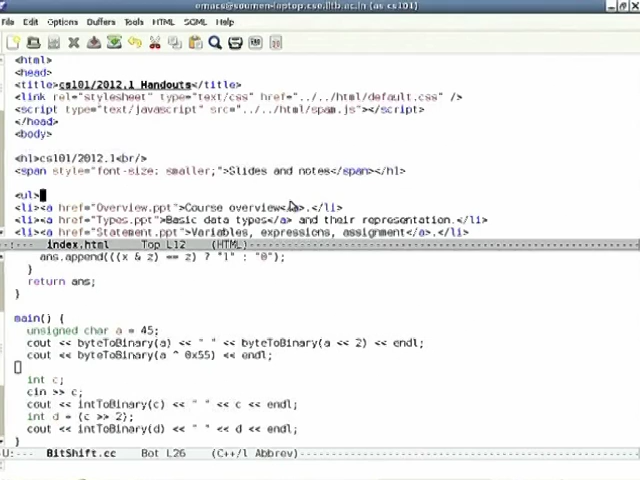 emacs@soumen-laptop.cse.iitb.ac.in (as cs101)
File Edit Options Buffers Tools HTML SGML Help
<html>
<head>
<title>cs101/2012.1 Handouts</title>
<link rel="stylesheet" type="text/css" href="../../html/default.css" />
<script type="text/javascript" src="../../html/spam.js"></script>
</head>
<body>
<h1>cs101/2012.1<br/>
<span style="font-size: smaller;">Slides and notes</span></h1>
<ul>
<li><a href="Overview.ppt">Course overview</a>.</li>
<li><a href="Types.ppt">Basic data types</a> and their representation.</li>
<li><a href="Statement.ppt">Variables, expressions, assignment</a>.</li>
-:--- index.html Top L12 (HTML)
ans.append(((x & z) == z) ? "1" : "0");
}
return ans;
}
main() {
unsigned char a = 45;
cout << byteToBinary(a) << " " << byteToBinary(a << 2) << endl;
cout << byteToBinary(a ^ 0x55) << endl;
int c;
cin >> c;
cout << intToBinary(c) << " " << c << endl;
int d = (c >> 2);
cout << intToBinary(d) << " " << d << endl;
}
-U:--- BitShift.cc Bot L26 (C++/l Abbrev)